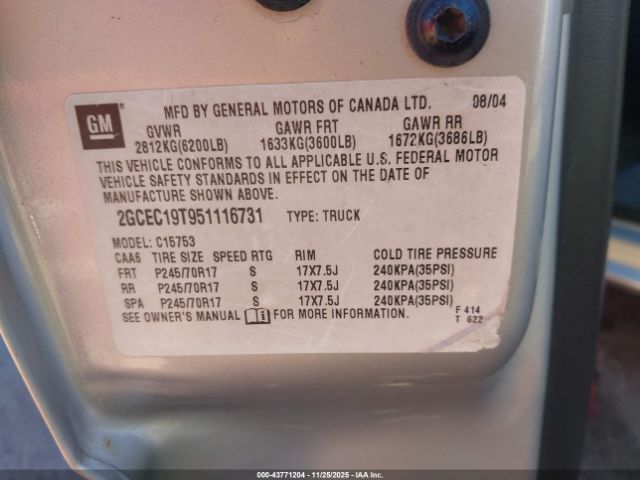 GM
MFD BY GENERAL MOTORS OF CANADA LTD. 08/04
GVWR GAWR FRT GAWR RR
2812KG(6200LB) 1633KG(3600LB) 1672KG(3686LB)
THIS VEHICLE CONFORMS TO ALL APPLICABLE U.S. FEDERAL MOTOR
VEHICLE SAFETY STANDARDS IN EFFECT ON THE DATE OF
MANUFACTURE SHOWN ABOVE.
2GCEC19T951116731 TYPE: TRUCK
MODEL: C15753
CAA6 TIRE SIZE SPEED RTG RIM COLD TIRE PRESSURE
FRT P245/70R17 S 17X7.5J 240KPA(35PSI)
RR P245/70R17 S 17X7.5J 240KPA(35PSI)
SPA P245/70R17 S 17X7.5J 240KPA(35PSI)
SEE OWNER'S MANUAL i FOR MORE INFORMATION.
F 414
T 622
000-43771204 - 11/25/2025 - IAA Inc.